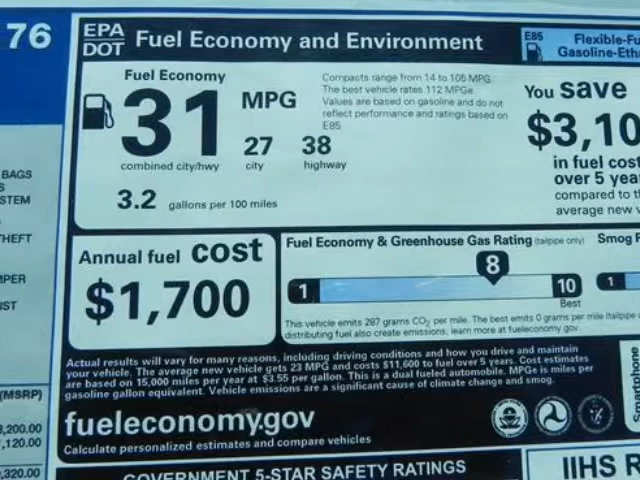 76
EPA
DOT
Fuel Economy and Environment
E85
Flexible-Fu
Gasoline-Etha
Fuel Economy
31 MPG
combined city/hwy
27
city
38
highway
3.2 gallons per 100 miles
Compacts range from 14 to 105 MPG.
The best vehicle rates 112 MPGe.
Values are based on gasoline and do not
reflect performance and ratings based on
E85
You save
$3,10
in fuel cost
over 5 year
compared to th
average new v
BAGS
S
STEM
THEFT
MPER
IST
Annual fuel cost
$1,700
Fuel Economy & Greenhouse Gas Rating (tailpipe only)
8
1
10
Best
Smog R
1
This vehicle emits 287 grams CO2 per mile. The best emits 0 grams per mile (tailpipe o
distributing fuel also create emissions, learn more at fueleconomy.gov
Actual results will vary for many reasons, including driving conditions and how you drive and maintain
your vehicle. The average new vehicle gets 23 MPG and costs $11,600 to fuel over 5 years. Cost estimates
are based on 15,000 miles per year at $3.55 per gallon. This is a dual fueled automobile. MPGe is miles per
gasoline gallon equivalent. Vehicle emissions are a significant cause of climate change and smog.
fueleconomy.gov
Calculate personalized estimates and compare vehicles
Smartphone
(MSRP)
,200.00
,120.00
,320.00
GOVERNMENT 5-STAR SAFETY RATINGS
IIHS R